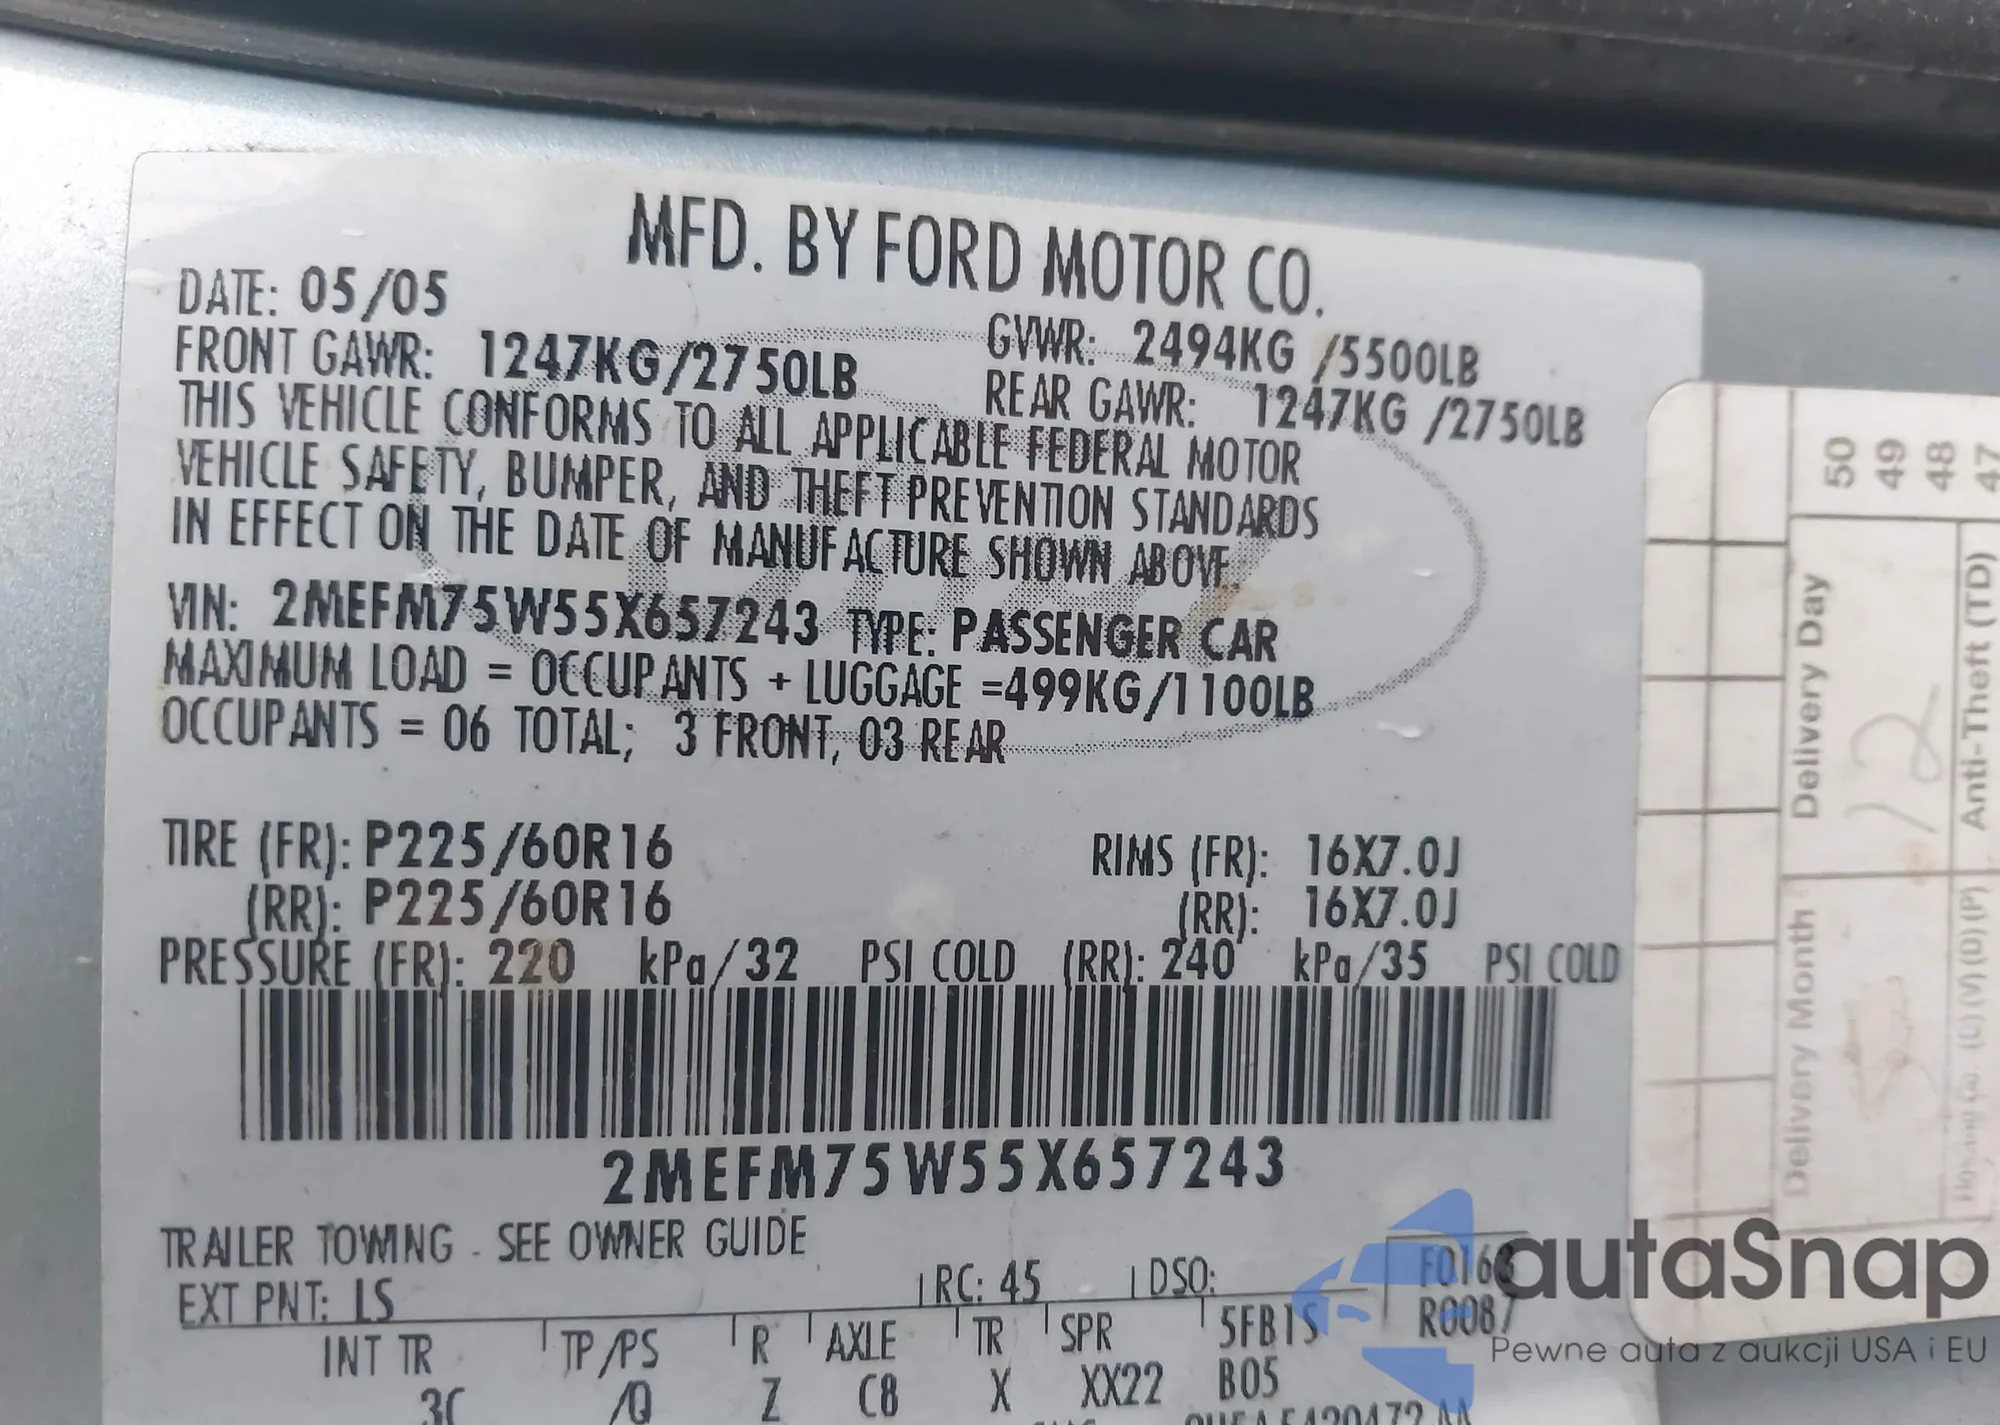 MFD. BY FORD MOTOR CO.
DATE: 05/05
GVWR: 2494KG /5500LB
FRONT GAWR: 1247KG/2750LB
REAR GAWR: 1247KG /2750LB
THIS VEHICLE CONFORMS TO ALL APPLICABLE FEDERAL MOTOR
VEHICLE SAFETY, BUMPER, AND THEFT PREVENTION STANDARDS
IN EFFECT ON THE DATE OF MANUFACTURE SHOWN ABOVE.
VIN: 2MEFM75W55X657243 TYPE: PASSENGER CAR
MAXIMUM LOAD = OCCUPANTS + LUGGAGE =499KG/1100LB
OCCUPANTS = 06 TOTAL; 3 FRONT, 03 REAR
TIRE (FR): P225/60R16 RIMS (FR): 16X7.0J
(RR): P225/60R16 (RR): 16X7.0J
PRESSURE (FR): 220 kPa/32 PSI COLD (RR): 240 kPa/35 PSI COLD
2MEFM75W55X657243
TRAILER TOWING - SEE OWNER GUIDE
EXT PNT: LS RC: 45 DSO: F0163
R0087
INT TR TP/PS R AXLE TR SPR 5FB1S
3C /Q Z C8 X XX22 B05
50
49
48
47
Delivery Day
12
Anti-Theft (TD)
Delivery Month
5
(C) (V) (D) (P)
autaSnap
Pewne auta z aukcji USA i EU